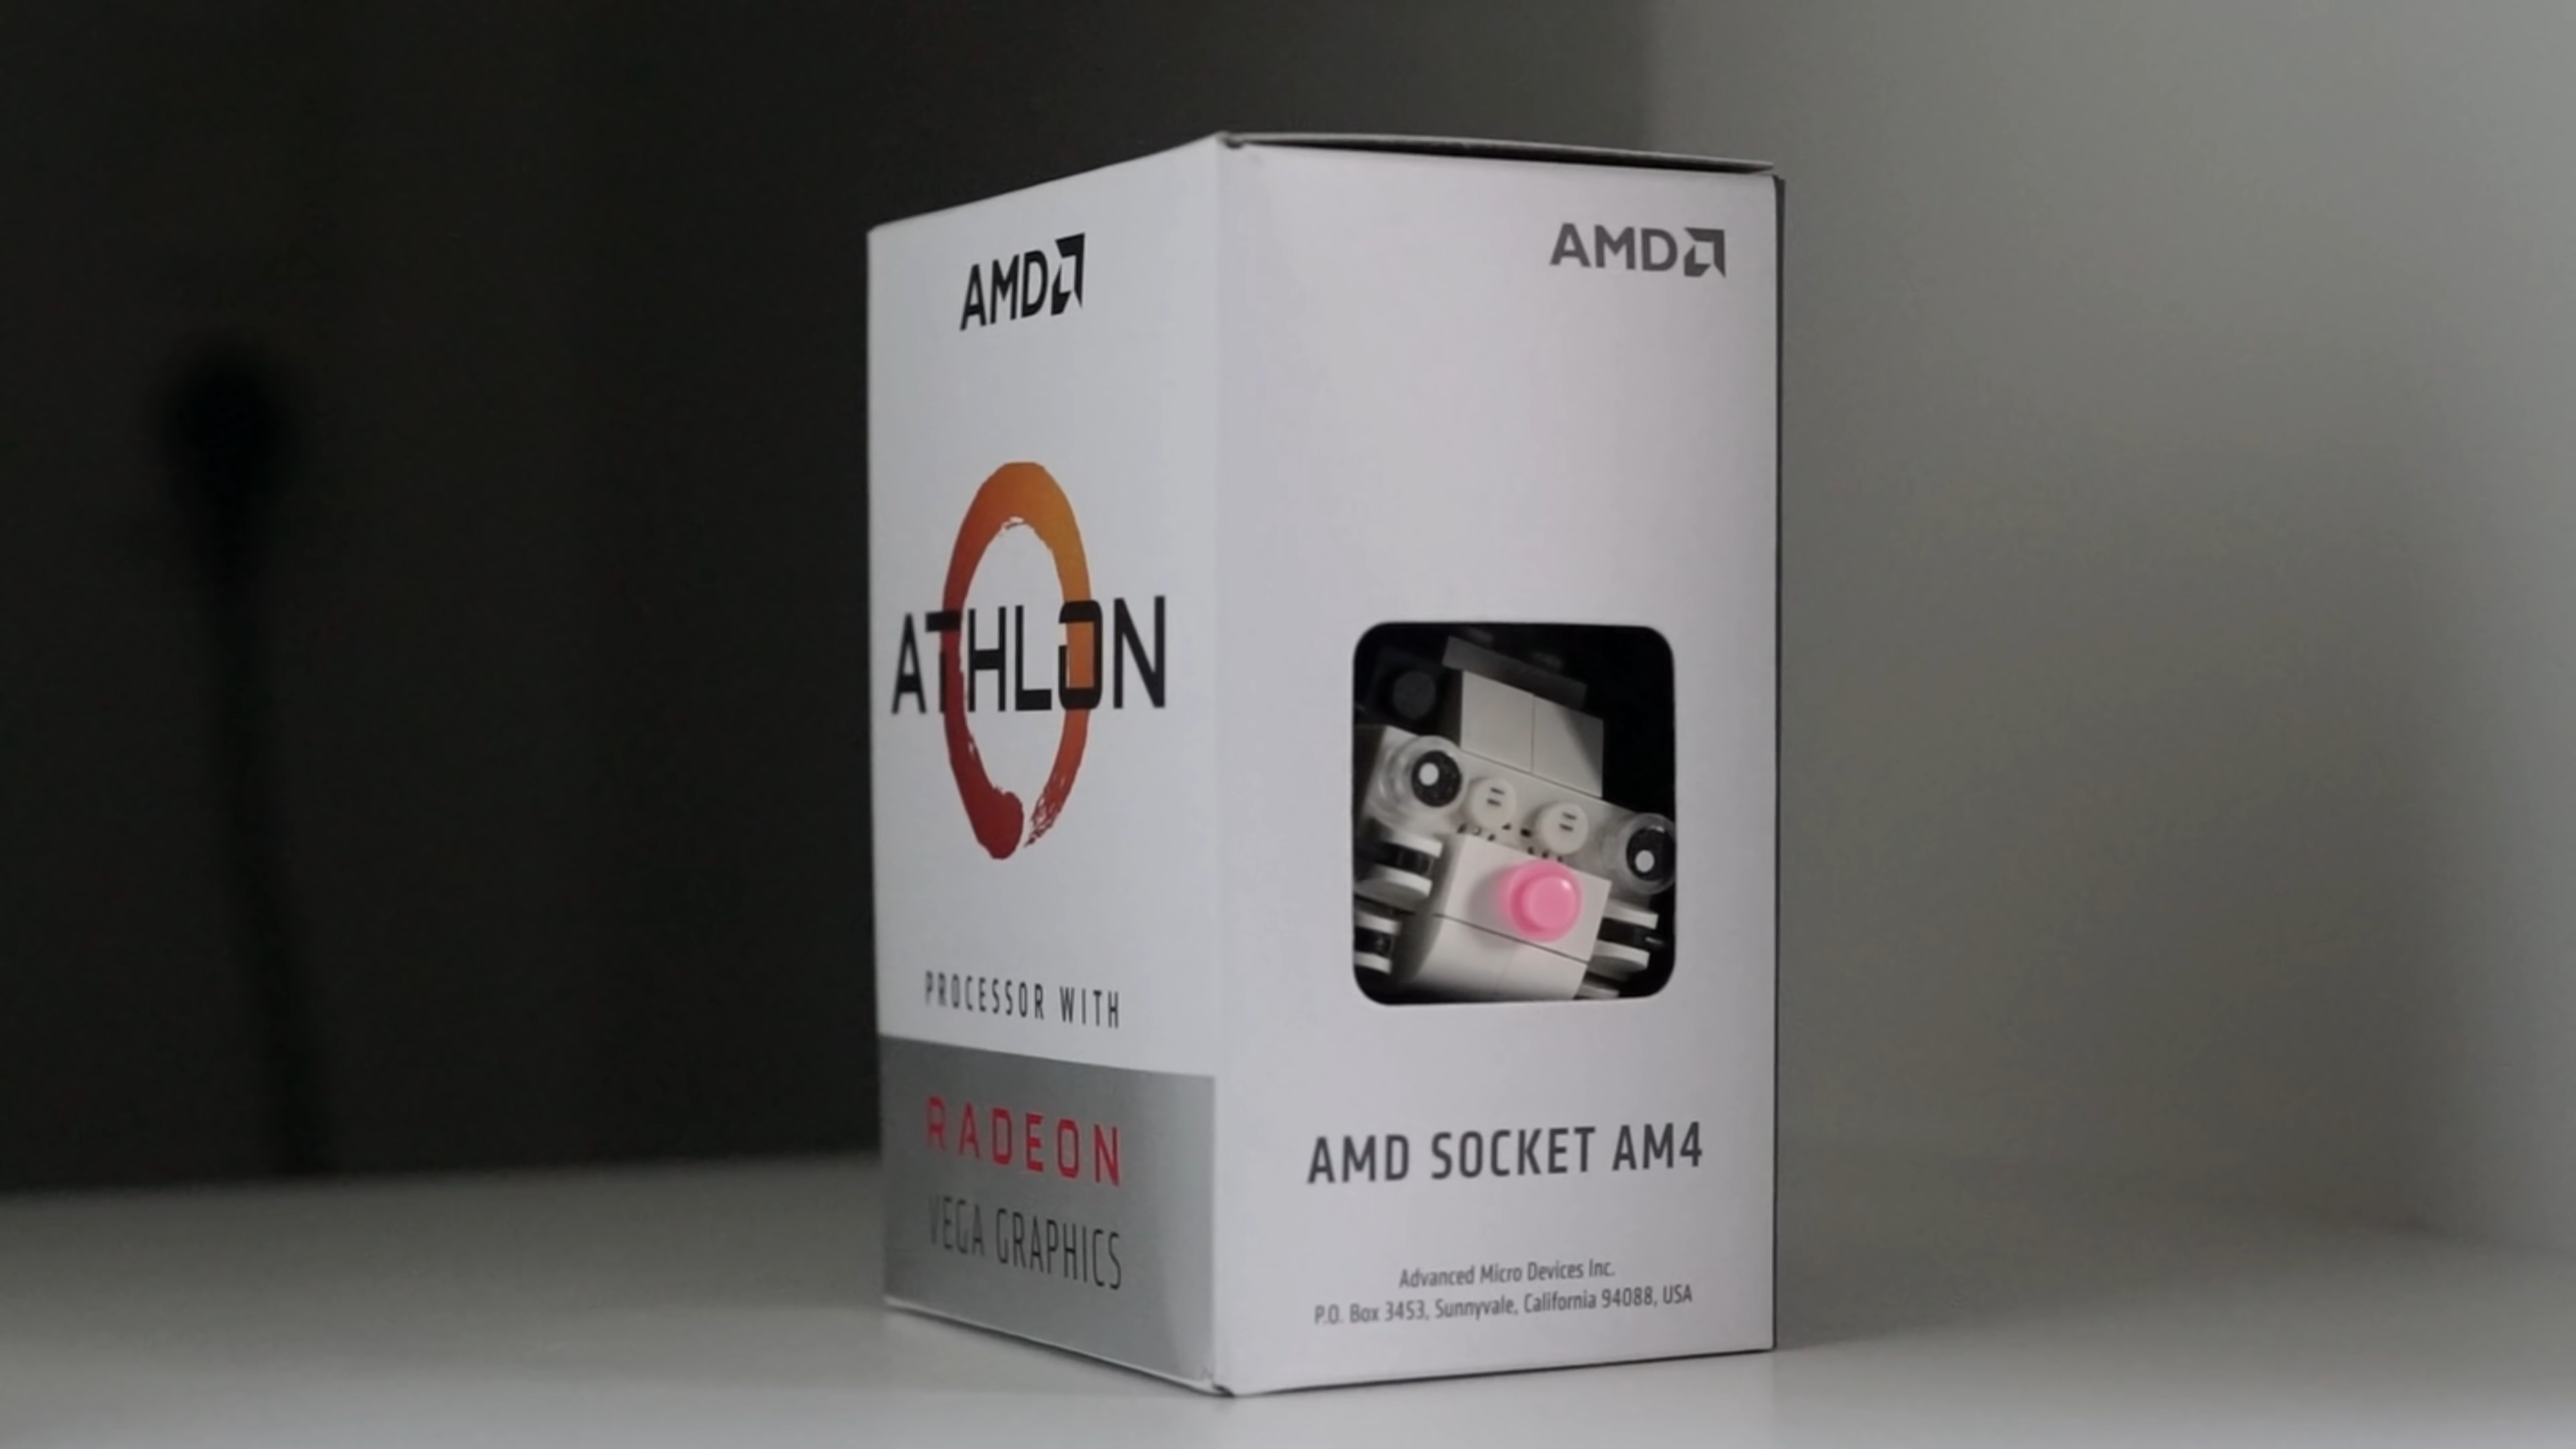 AMD
ATHLON
PROCESSOR WITH
RADEON
VEGA GRAPHICS
AMD
AMD SOCKET AM4
Advanced Micro Devices Inc.
P.O. Box 3453, Sunnyvale, California 94088, USA